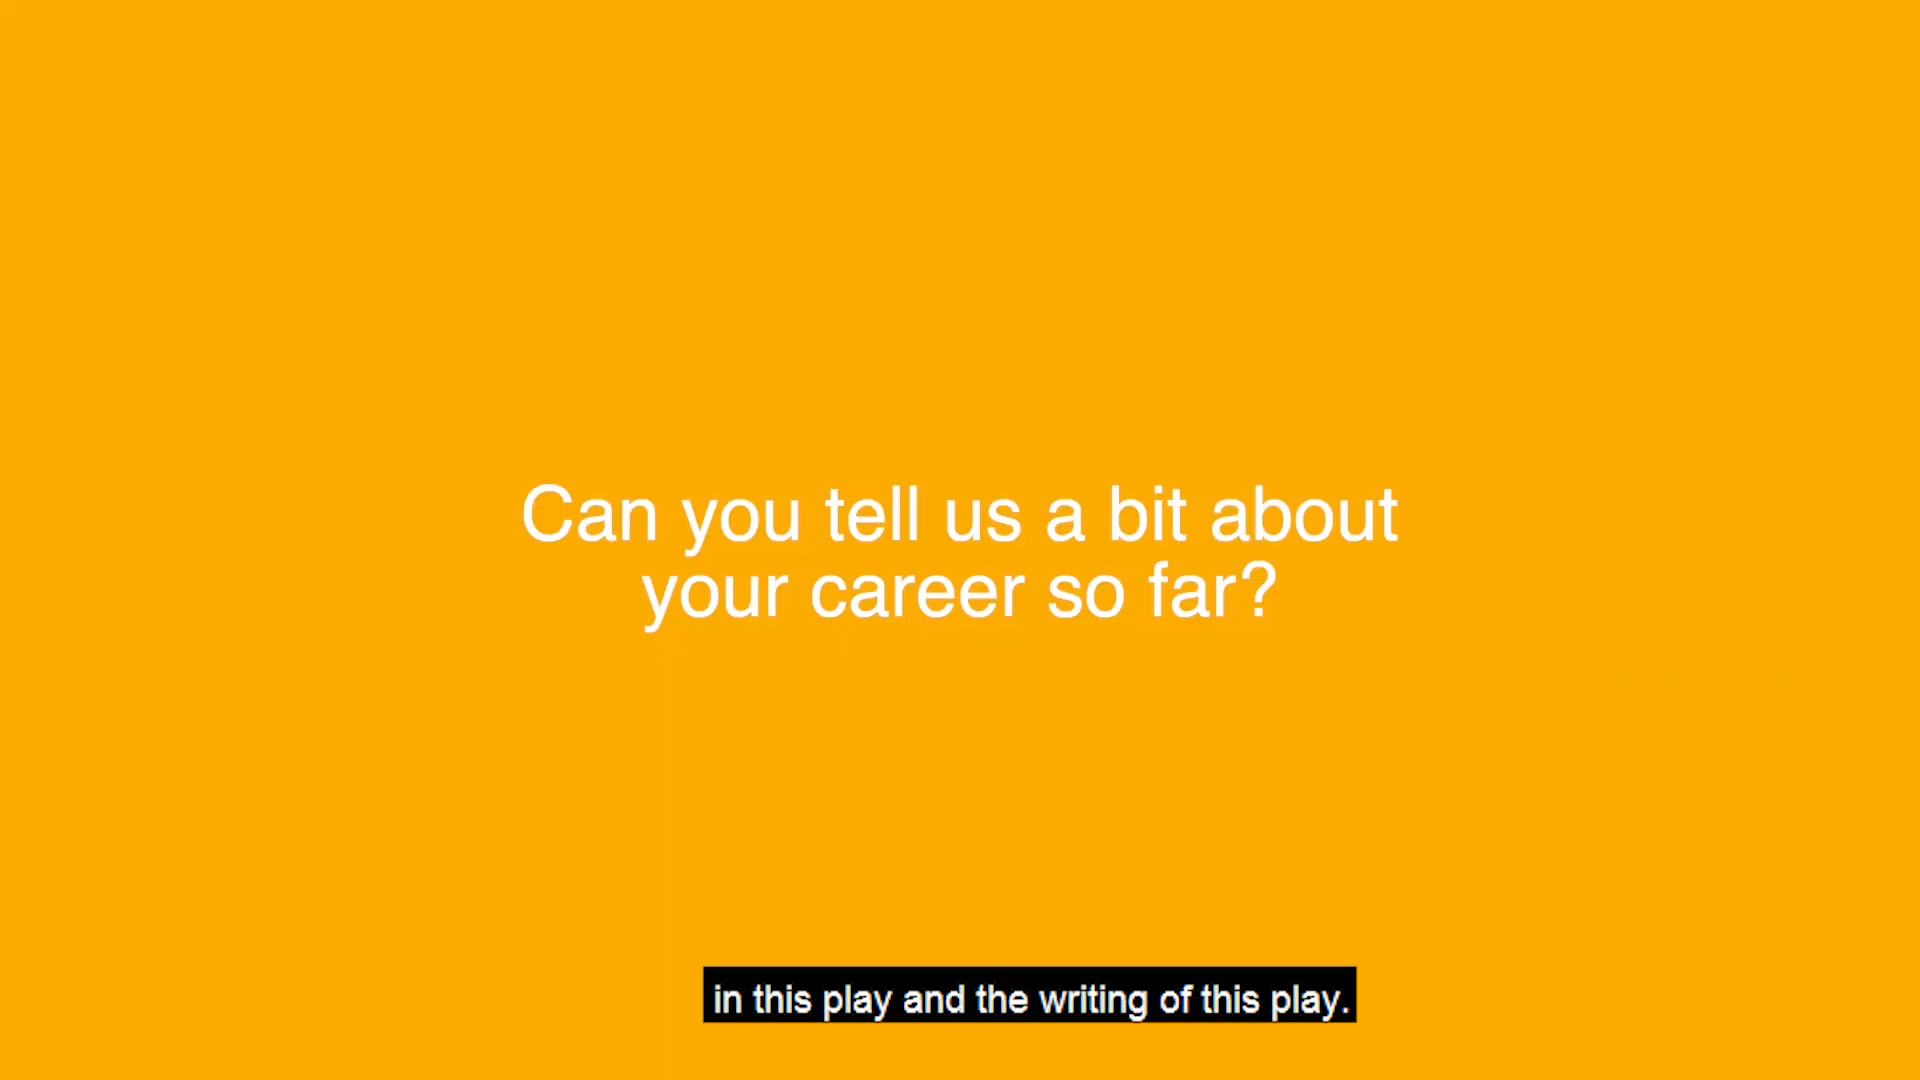 Can you tell us a bit about
your career so far?
in this play and the writing of this play.